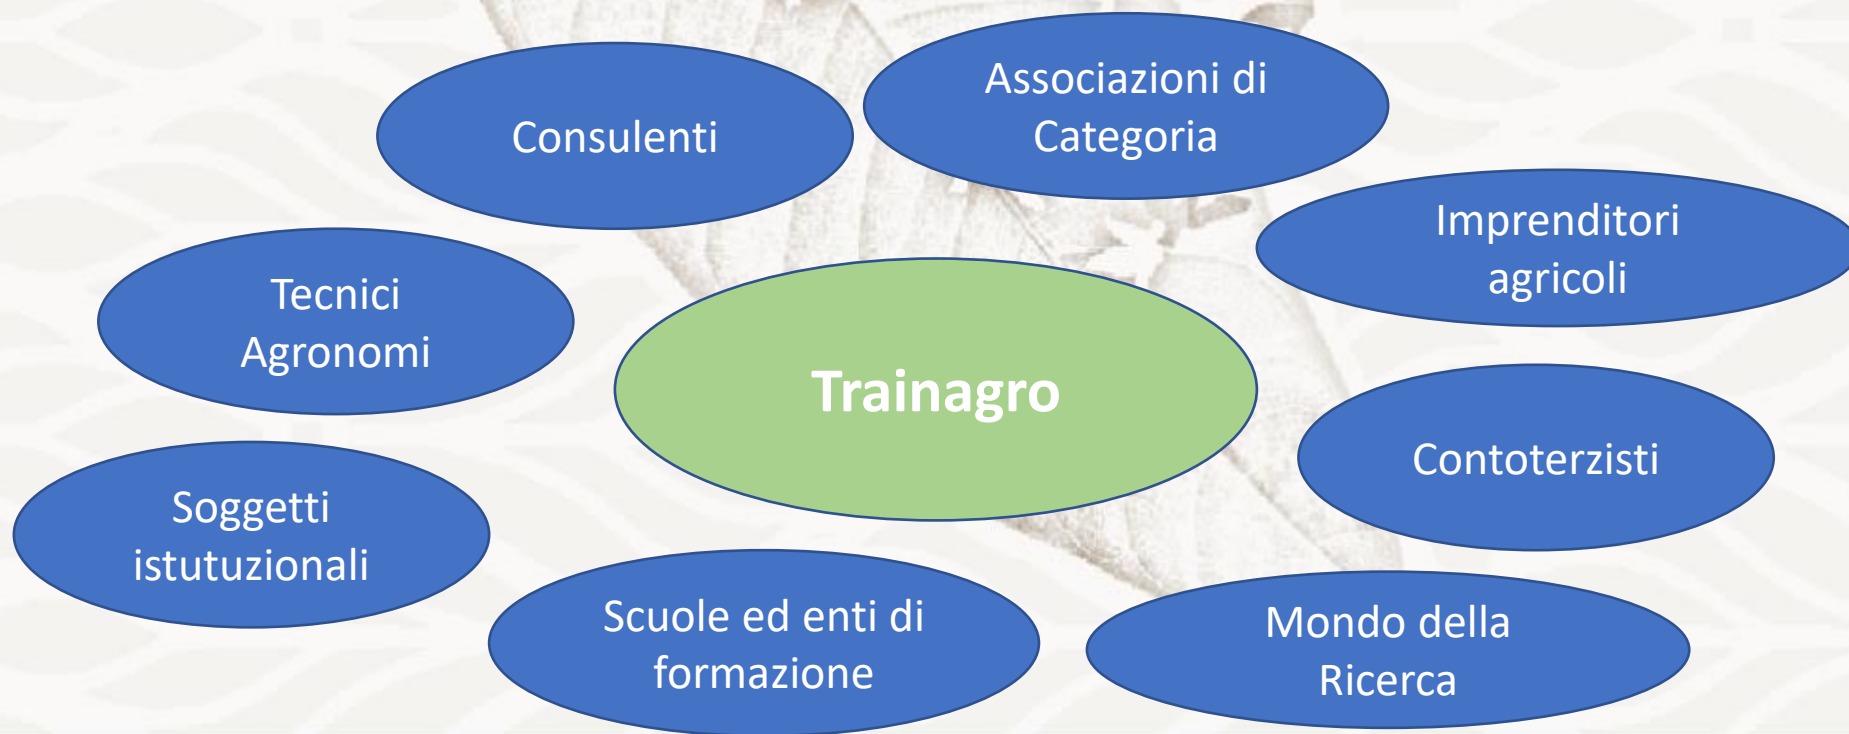 Consulenti
Associazioni di
Categoria
Imprenditori
agricoli
Tecnici
Agronomi
Trainagro
Contoterzisti
Soggetti
istutuzionali
Scuole ed enti di
formazione
Mondo della
Ricerca